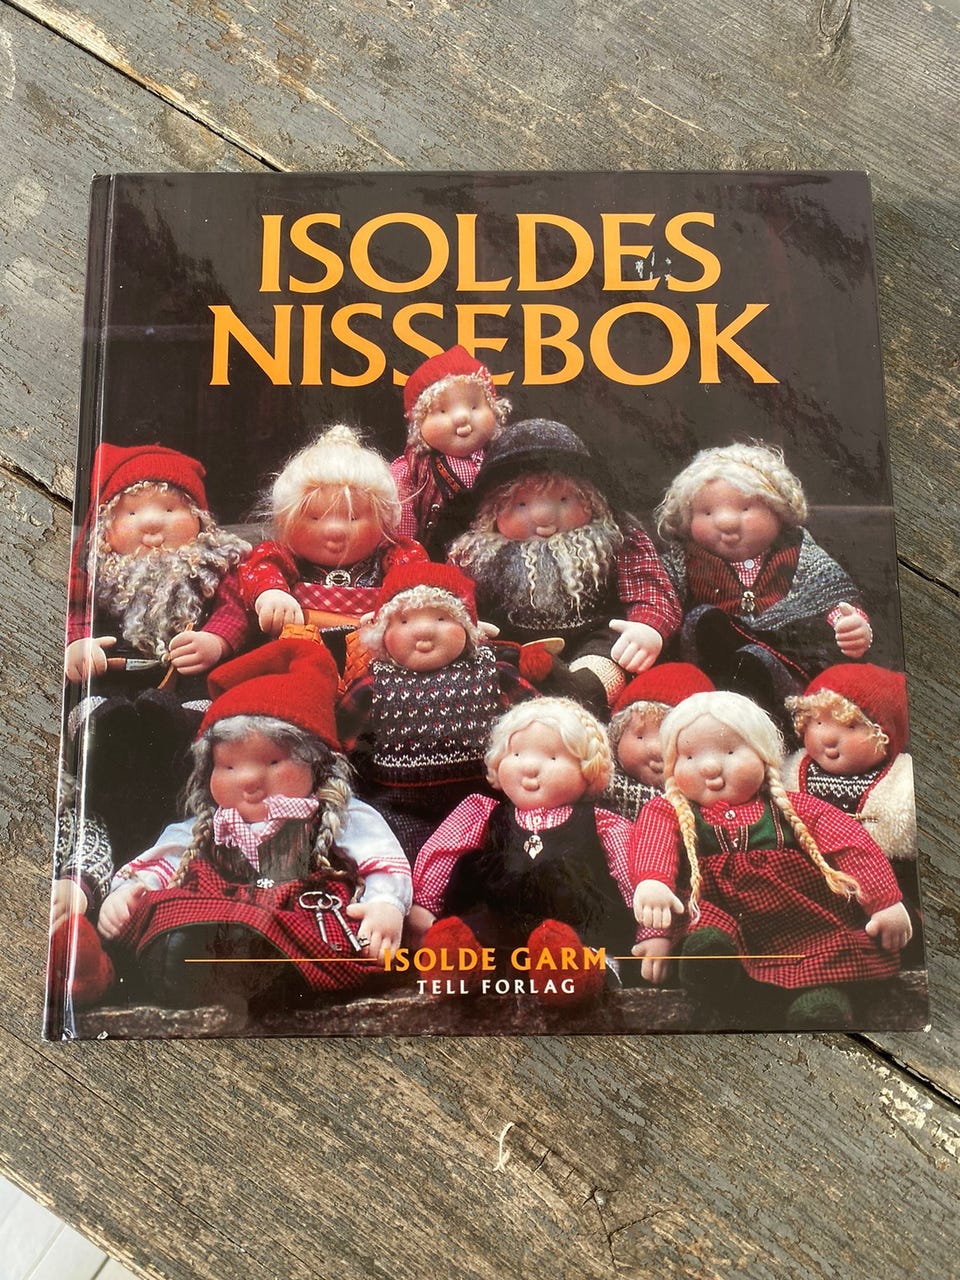 ISOLDES
NISSEBOK
ISOLDE GARM
TELL FORLAG